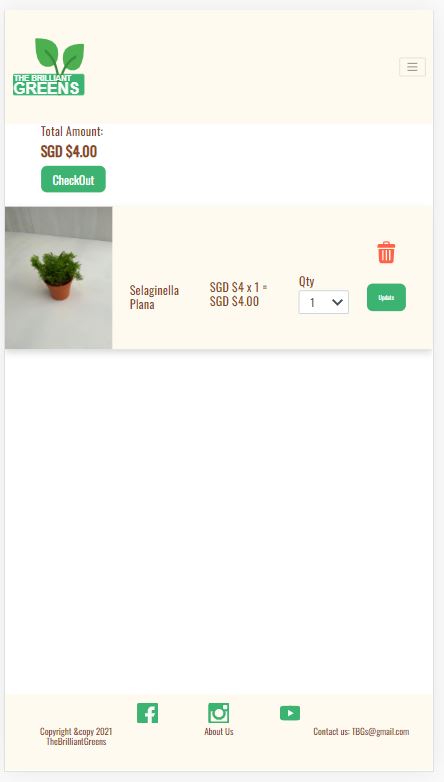 THE BRILLIANT
GREENS
Total Amount:
SGD $4.00
CheckOut
Selaginella
Plana
SGD $4 x 1 =
SGD $4.00
Qty
1
Update
Copyright &copy 2021
TheBrilliantGreens
About Us
Contact us: TBGs@gmail.com